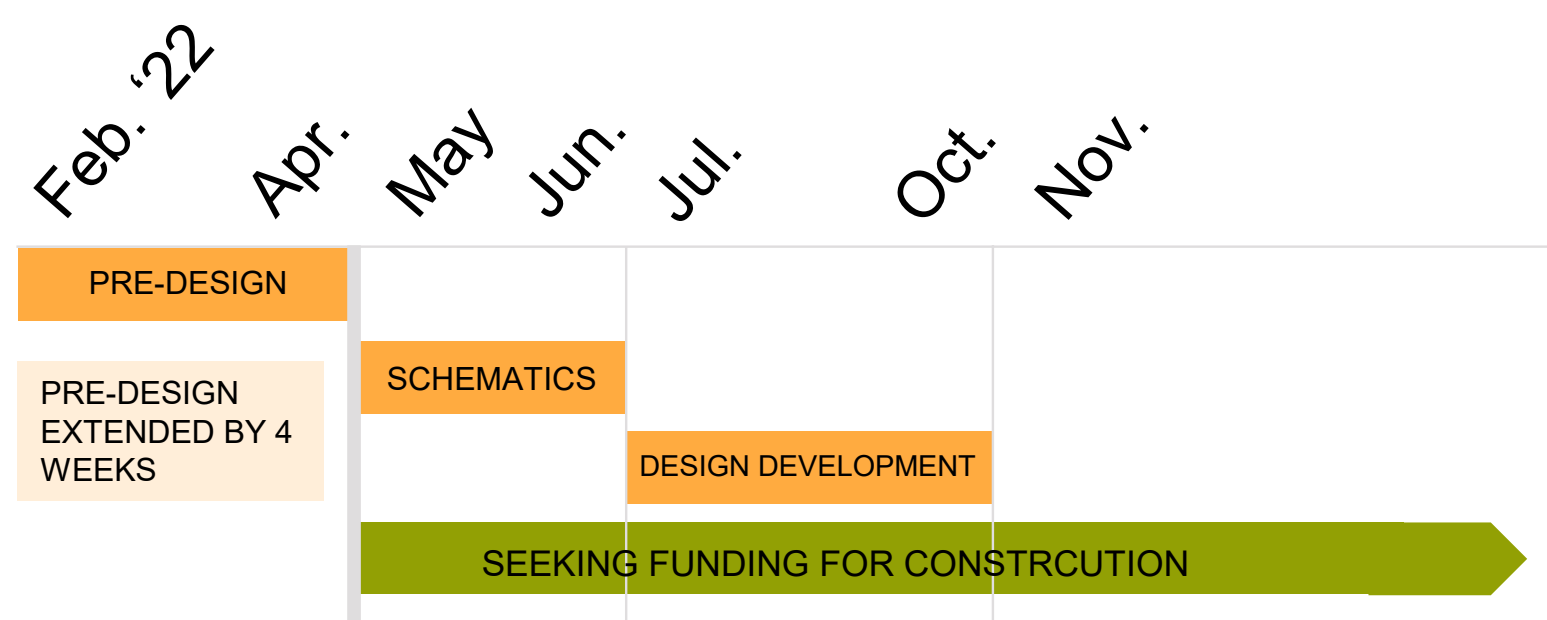 Feb. ‘22
Apr.
May
Jun.
Jul.
Oct.
Nov.
PRE-DESIGN
PRE-DESIGN
EXTENDED BY 4
WEEKS
SCHEMATICS
DESIGN DEVELOPMENT
SEEKING FUNDING FOR CONSTRCUTION